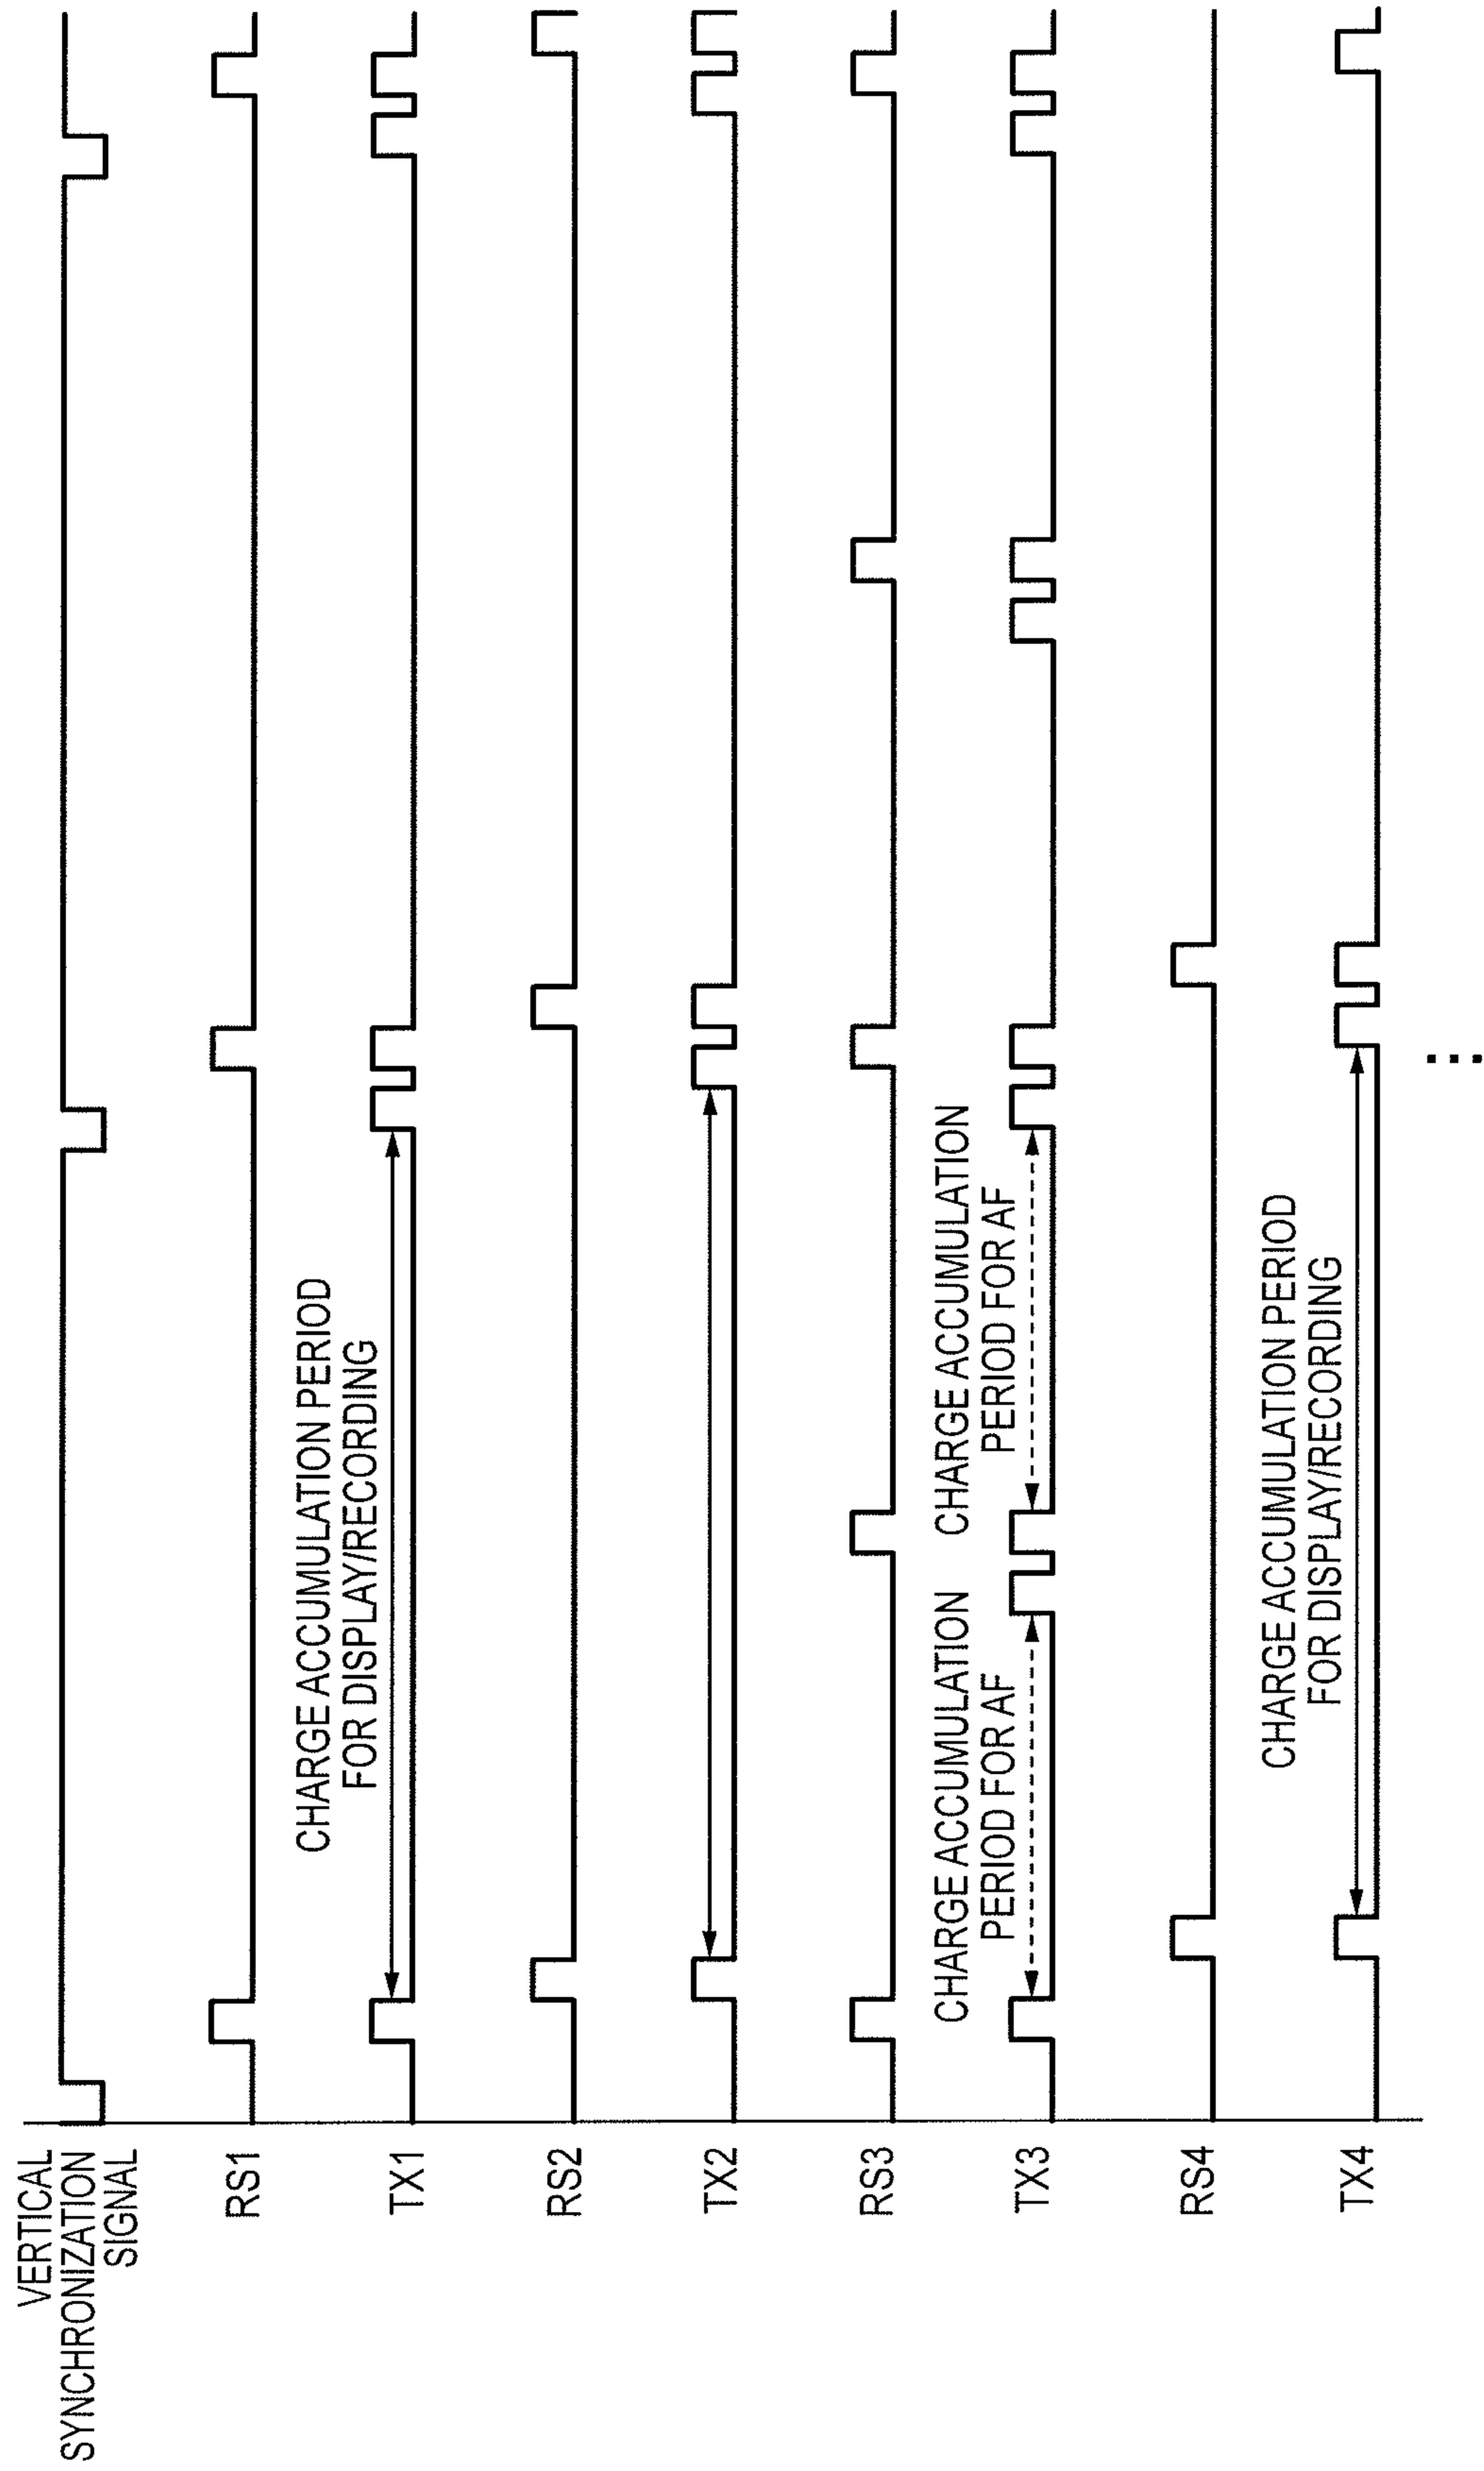 VERTICAL
SYNCHRONIZATION
SIGNAL
RS1
CHARGE ACCUMULATION PERIOD
FOR DISPLAY/RECORDING
TX1
RS2
TX2
RS3
CHARGE ACCUMULATION
PERIOD FOR AF
CHARGE ACCUMULATION
PERIOD FOR AF
TX3
RS4
CHARGE ACCUMULATION PERIOD
FOR DISPLAY/RECORDING
TX4